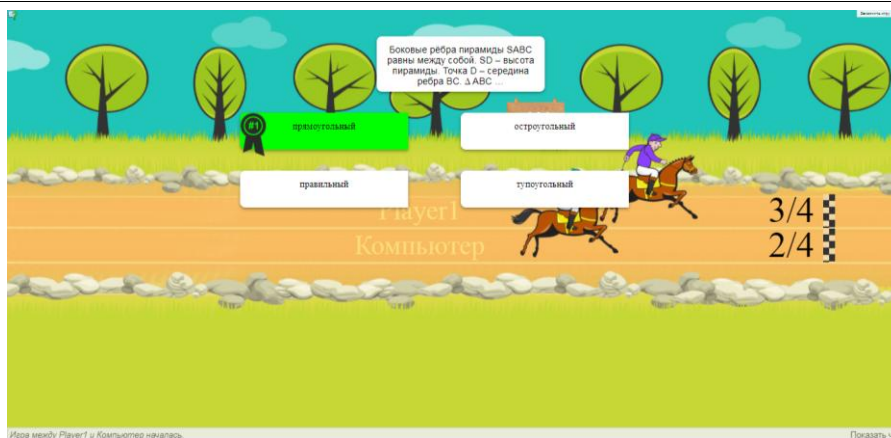 Боковые рёбра пирамиды SABC
равны между собой. SD – высота
пирамиды. Точка D – середина
ребра BC. Δ ABC ...
#1
прямоугольный
остроугольный
правильный
тупоугольный
Player1
Компьютер
3/4
2/4
Игра между Player1 и Компьютер началась.
Показать